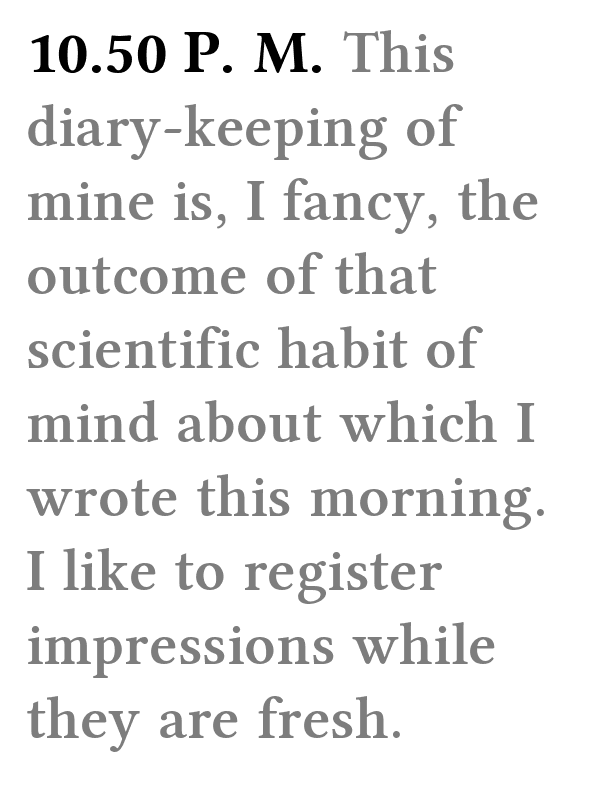 10.50 P. M. This
diary-keeping of
mine is, I fancy, the
outcome of that
scientific habit of
mind about which I
wrote this morning.
I like to register
impressions while
they are fresh.